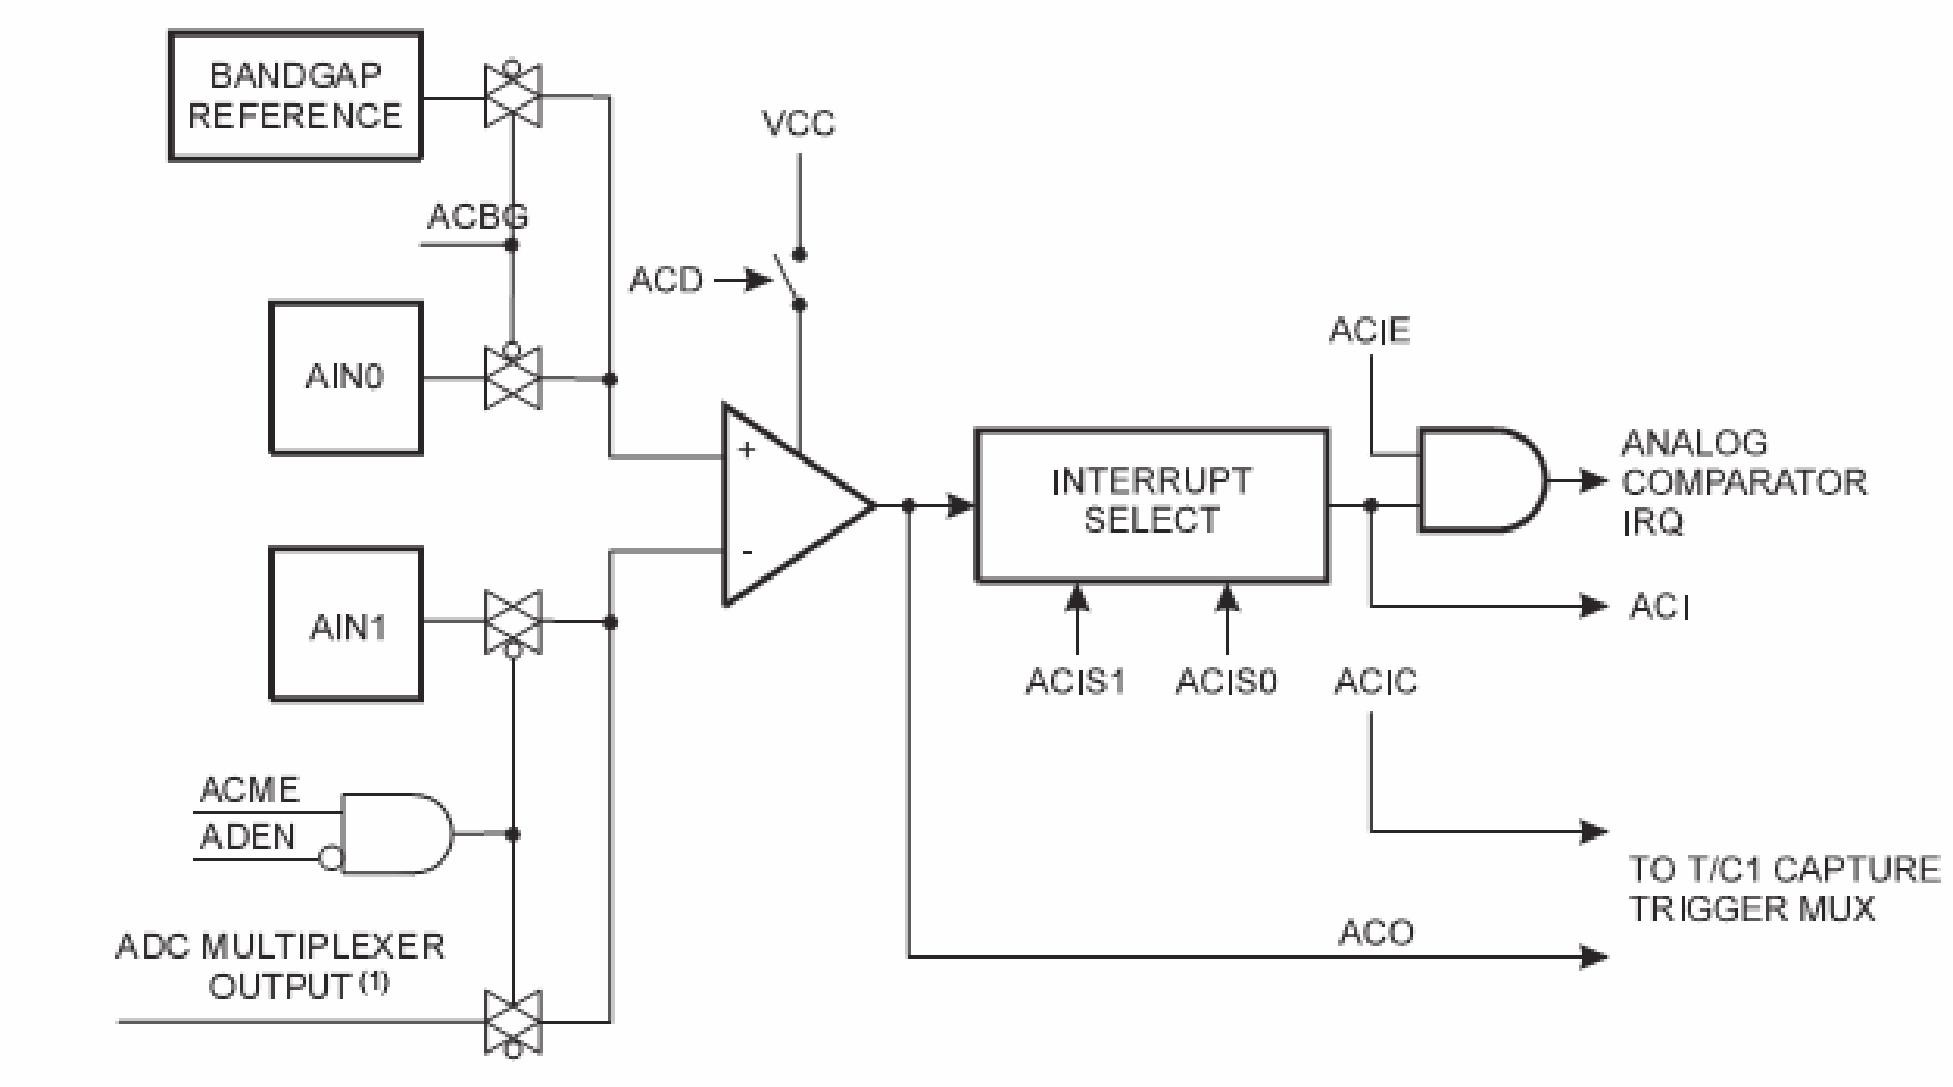 BANDGAP
REFERENCE
VCC
ACBG
ACD
ACIE
AIN0
+
ANALOG
COMPARATOR
IRQ
INTERRUPT
SELECT
-
AIN1
ACI
ACIS1
ACIS0
ACIC
ACME
ADEN
TO T/C1 CAPTURE
TRIGGER MUX
ACO
ADC MULTIPLEXER
OUTPUT (1)